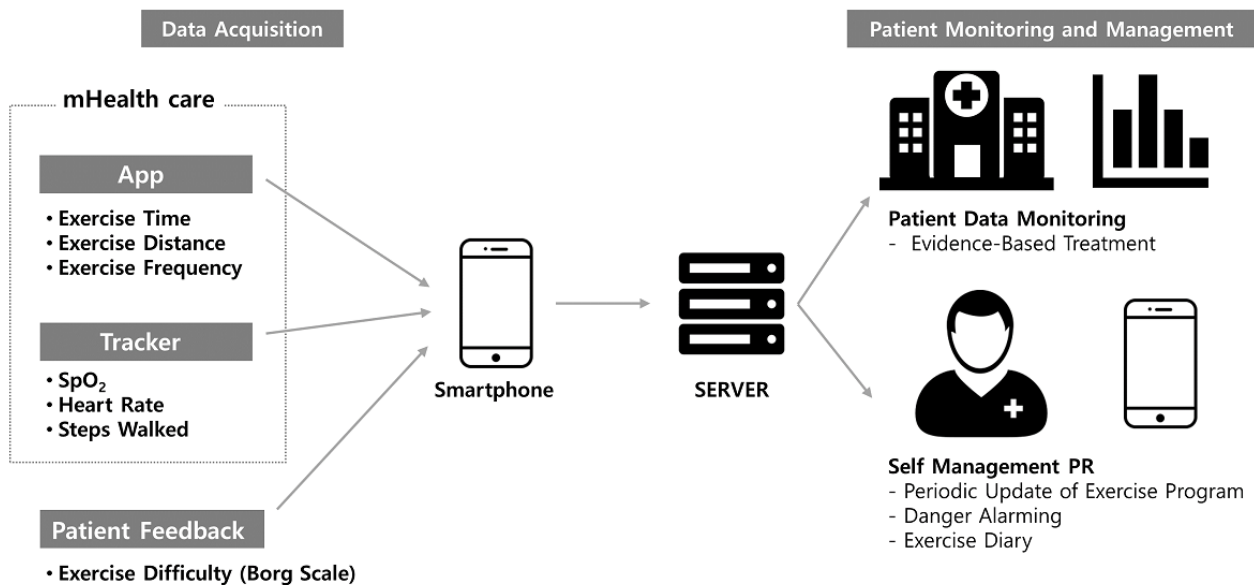 Data Acquisition
mHealth care
App
• Exercise Time
• Exercise Distance
• Exercise Frequency
Tracker
• SpO₂
• Heart Rate
• Steps Walked
Patient Feedback
• Exercise Difficulty (Borg Scale)
Smartphone
SERVER
Patient Monitoring and Management
Patient Data Monitoring
- Evidence-Based Treatment
Self Management PR
- Periodic Update of Exercise Program
- Danger Alarming
- Exercise Diary